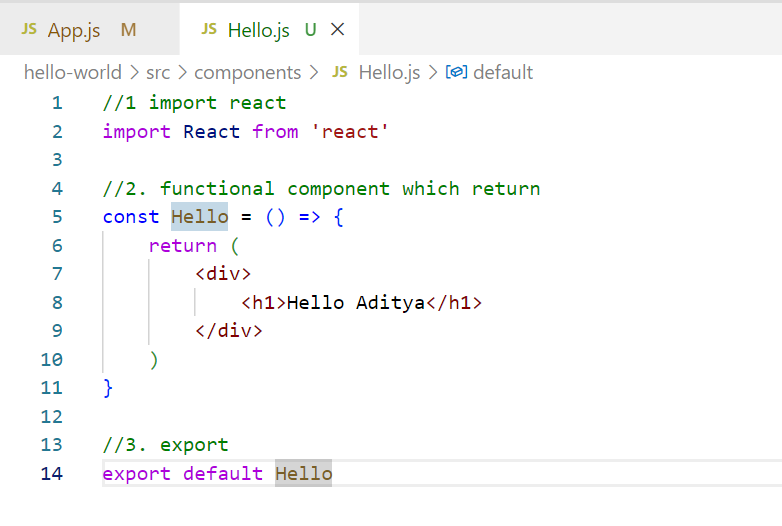 JS App.js M JS Hello.js U ×
hello-world > src > components > JS Hello.js > default
1 //1 import react
2 import React from 'react'
3
4 //2. functional component which return
5 const Hello = () => {
6 return (
7 <div>
8 <h1>Hello Aditya</h1>
9 </div>
10 )
11 }
12
13 //3. export
14 export default Hello